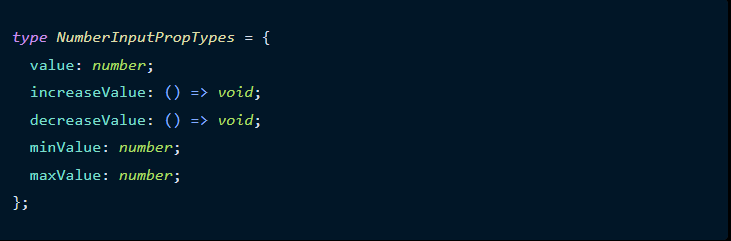 type NumberInputPropTypes = {
  value: number;
  increaseValue: () => void;
  decreaseValue: () => void;
  minValue: number;
  maxValue: number;
};